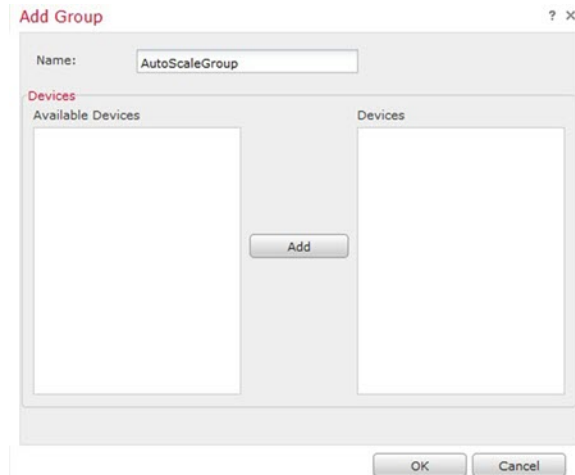 Add Group ? ×
Name: AutoScaleGroup
Devices
Available Devices Devices
Add
OK Cancel